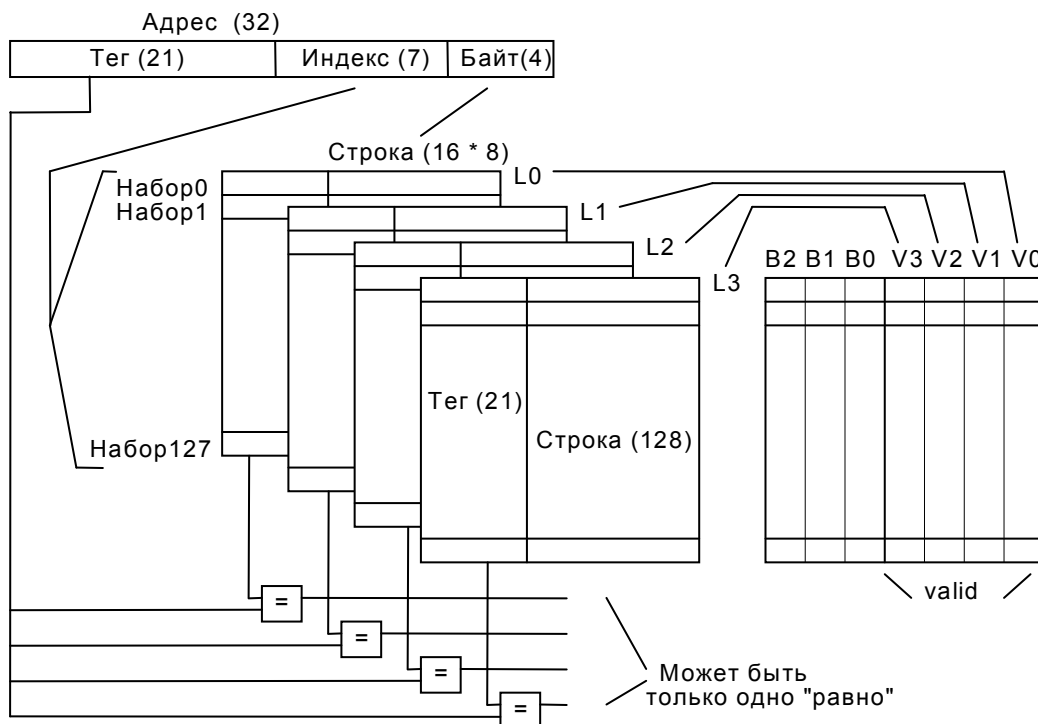 Адрес (32)
Тег (21) Индекс (7) Байт(4)
Строка (16 * 8)
Набор0
Набор1
L0
L1
L2
L3
B2 B1 B0 V3 V2 V1 V0
Тег (21)
Строка (128)
Набор127
valid
=
=
=
=
Может быть
только одно "равно"